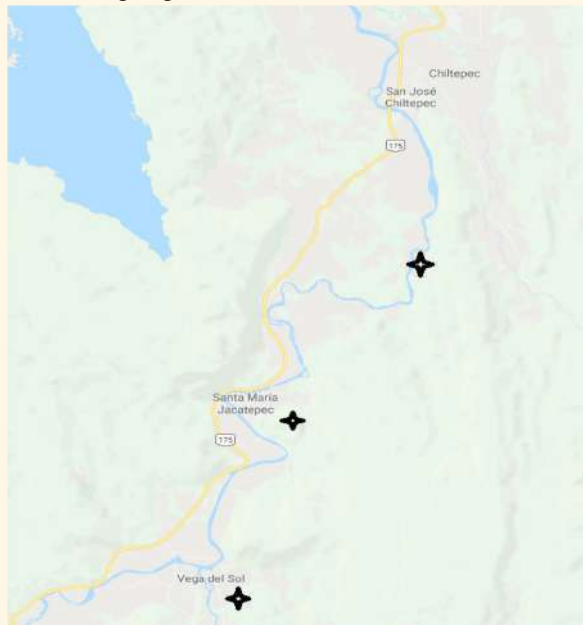 Chiltepec
San José
Chiltepec
175
Santa María
Jacatepec
175
Vega del Sol